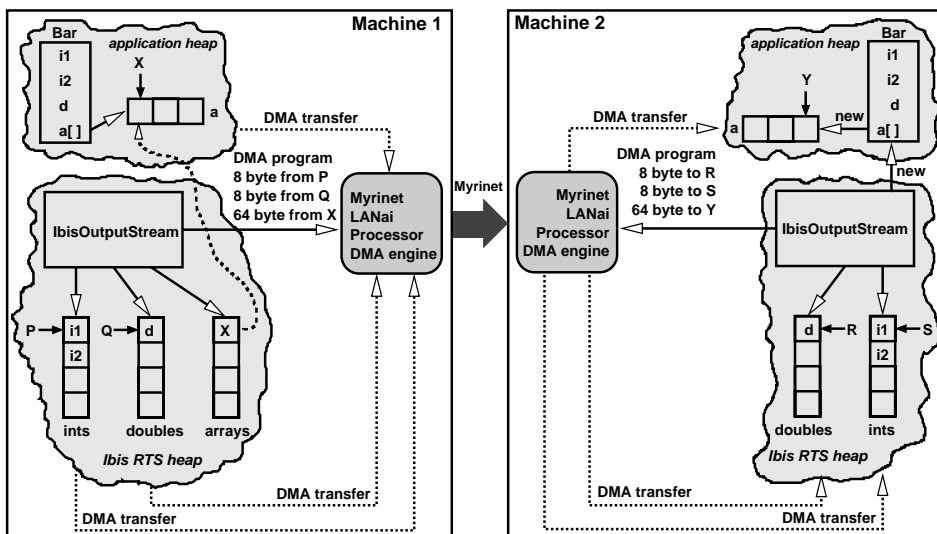 Machine 1
application heap
Bar
i1
i2
d
a[ ]
X
a
DMA transfer
DMA program
8 byte from P
8 byte from Q
64 byte from X
Myrinet
LANai
Processor
DMA engine
IbisOutputStream
P
i1
i2
Q
d
X
ints
doubles
arrays
Ibis RTS heap
DMA transfer
DMA transfer
Myrinet
Machine 2
application heap
Bar
i1
i2
d
a[ ]
Y
a
new
new
DMA transfer
DMA program
8 byte to R
8 byte to S
64 byte to Y
Myrinet
LANai
Processor
DMA engine
IbisOutputStream
d
R
i1
i2
S
doubles
ints
Ibis RTS heap
DMA transfer
DMA transfer